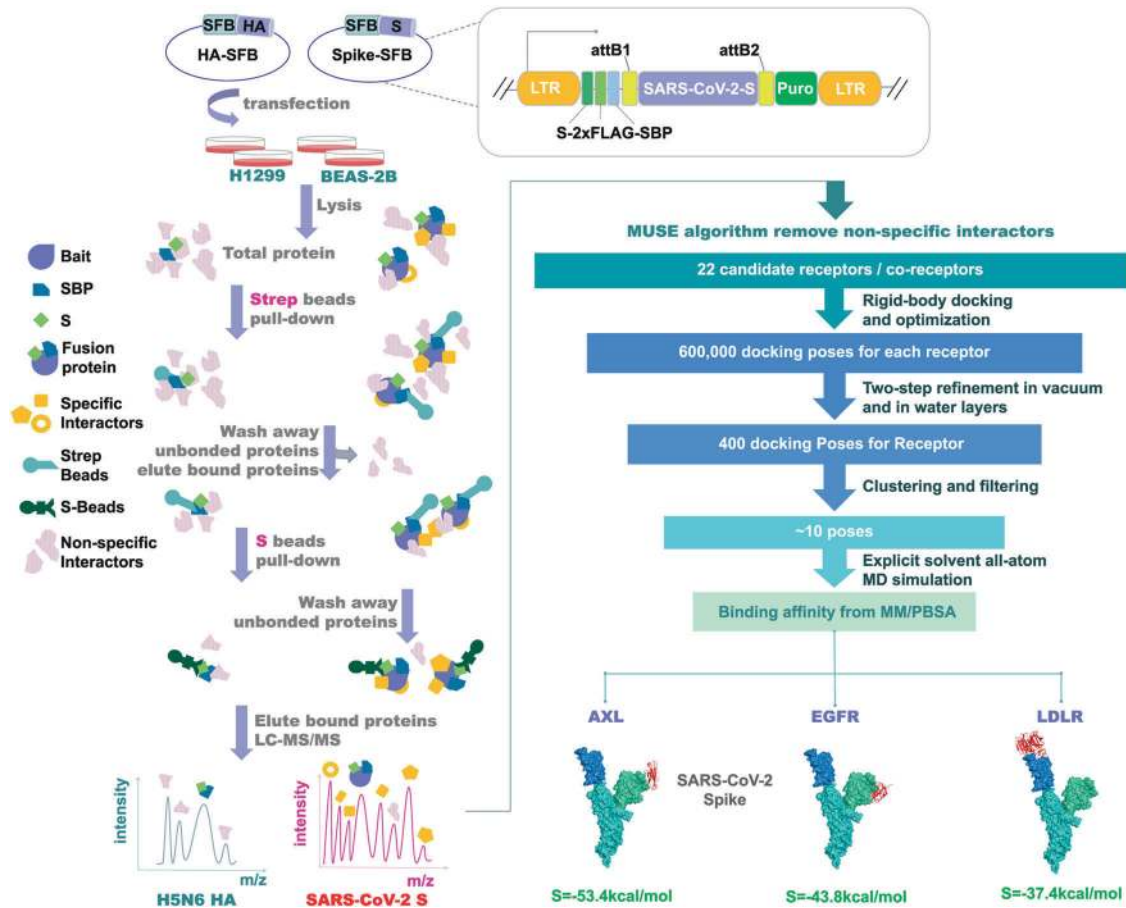 SFB HA
HA-SFB
SFB S
Spike-SFB
transfection
H1299
BEAS-2B
attB1
attB2
//
LTR
SARS-CoV-2-S
Puro
LTR
//
S-2xFLAG-SBP
Lysis
Total protein
Strep beads
pull-down
Wash away
unbonded proteins
elute bound proteins
S beads
pull-down
Wash away
unbonded proteins
Elute bound proteins
LC-MS/MS
Bait
SBP
S
Fusion
protein
Specific
Interactors
Strep
Beads
S-Beads
Non-specific
Interactors
intensity
m/z
H5N6 HA
intensity
m/z
SARS-CoV-2 S
MUSE algorithm remove non-specific interactors
22 candidate receptors / co-receptors
Rigid-body docking
and optimization
600,000 docking poses for each receptor
Two-step refinement in vacuum
and in water layers
400 docking Poses for Receptor
Clustering and filtering
~10 poses
Explicit solvent all-atom
MD simulation
Binding affinity from MM/PBSA
AXL
EGFR
LDLR
SARS-CoV-2
Spike
S=-53.4kcal/mol
S=-43.8kcal/mol
S=-37.4kcal/mol